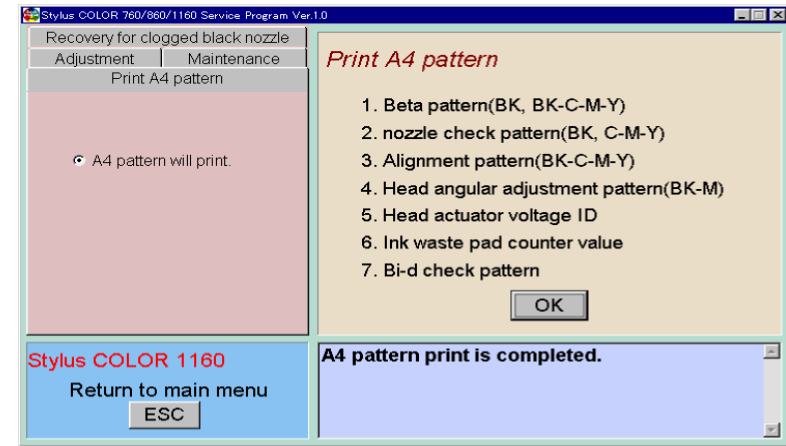 Stylus COLOR 760/860/1160 Service Program Ver.1.0
Recovery for clogged black nozzle
Adjustment
Maintenance
Print A4 pattern
A4 pattern will print.
Print A4 pattern
1. Beta pattern(BK, BK-C-M-Y)
2. nozzle check pattern(BK, C-M-Y)
3. Alignment pattern(BK-C-M-Y)
4. Head angular adjustment pattern(BK-M)
5. Head actuator voltage ID
6. Ink waste pad counter value
7. Bi-d check pattern
OK
Stylus COLOR 1160
Return to main menu
ESC
A4 pattern print is completed.